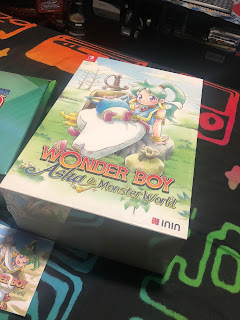 WONDER BOY
Asha in Monster World
ININ